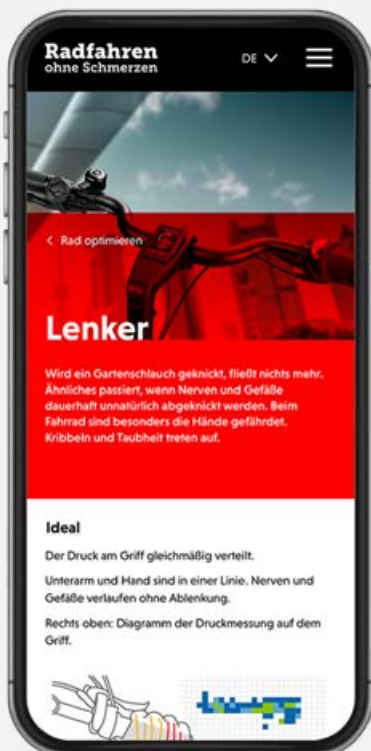 Radfahren
ohne Schmerzen
DE
Rad optimieren
Lenker
Wird ein Gartenschlauch geknickt, fließt nichts mehr.
Ähnliches passiert, wenn Nerven und Gefäße
dauerhaft unnatürlich abgeknickt werden. Beim
Fahrrad sind besonders die Hände gefährdet.
Kribbeln und Taubheit treten auf.
Ideal
Der Druck am Griff gleichmäßig verteilt.
Unterarm und Hand sind in einer Linie. Nerven und
Gefäße verlaufen ohne Ablenkung.
Rechts oben: Diagramm der Druckmessung auf dem
Griff.